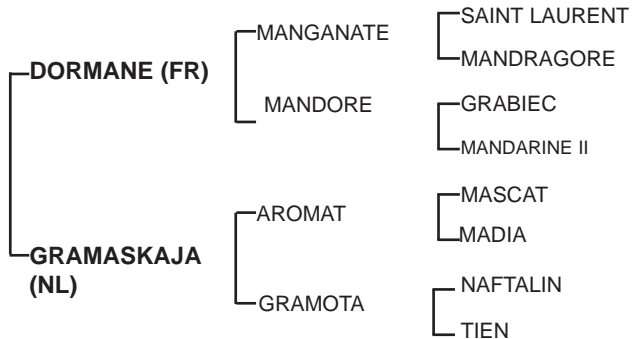 SAINT LAURENT
MANGANATE
MANDRAGORE
DORMANE (FR)
MANDORE
GRABIEC
MANDARINE II
MASCAT
AROMAT
MADIA
GRAMASKAJA
(NL)
NAFTALIN
GRAMOTA
TIEN